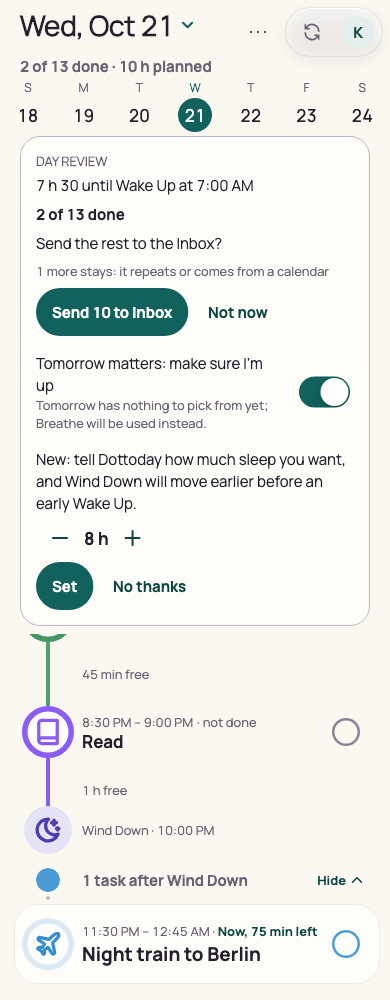 Wed, Oct 21
...
K
2 of 13 done · 10 h planned
S M T W T F S
18 19 20 21 22 23 24
DAY REVIEW
7 h 30 until Wake Up at 7:00 AM
2 of 13 done
Send the rest to the Inbox?
1 more stays: it repeats or comes from a calendar
Send 10 to Inbox Not now
Tomorrow matters: make sure I'm
up
Tomorrow has nothing to pick from yet;
Breathe will be used instead.
New: tell Dottoday how much sleep you want,
and Wind Down will move earlier before an
early Wake Up.
8 h
Set No thanks
45 min free
8:30 PM – 9:00 PM · not done
Read
1 h free
Wind Down · 10:00 PM
1 task after Wind Down Hide
11:30 PM – 12:45 AM · Now, 75 min left
Night train to Berlin